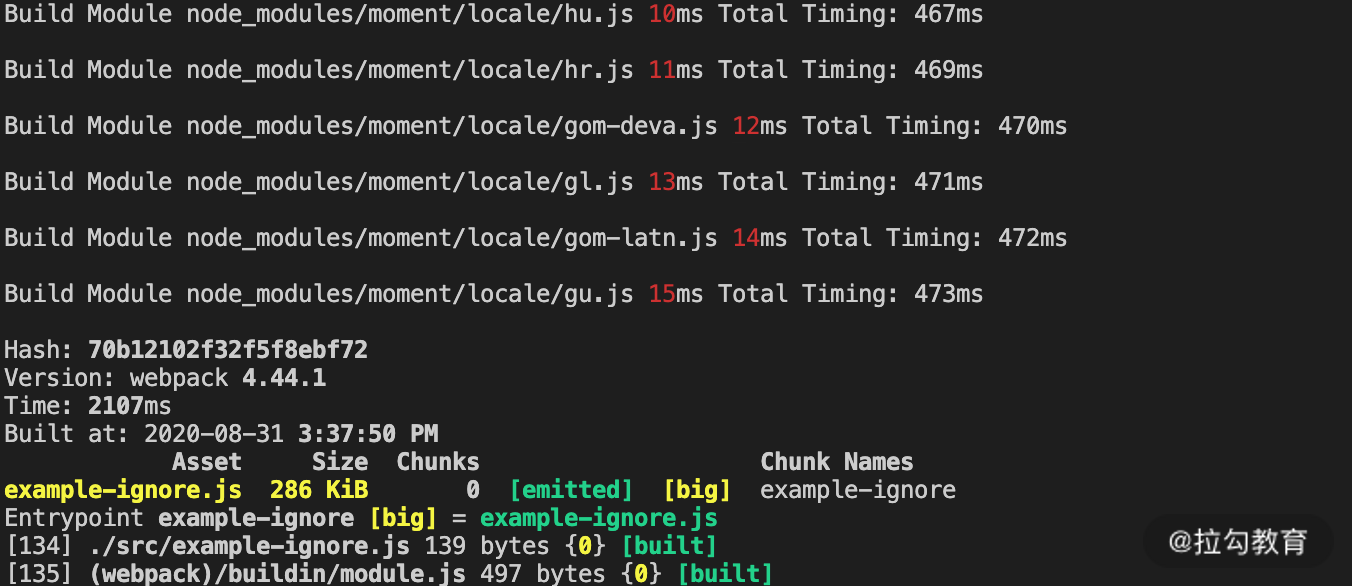 Build Module node_modules/moment/locale/hu.js 10ms Total Timing: 467ms
Build Module node_modules/moment/locale/hr.js 11ms Total Timing: 469ms
Build Module node_modules/moment/locale/gom-deva.js 12ms Total Timing: 470ms
Build Module node_modules/moment/locale/gl.js 13ms Total Timing: 471ms
Build Module node_modules/moment/locale/gom-latn.js 14ms Total Timing: 472ms
Build Module node_modules/moment/locale/gu.js 15ms Total Timing: 473ms
Hash: 70b12102f32f5f8ebf72
Version: webpack 4.44.1
Time: 2107ms
Built at: 2020-08-31 3:37:50 PM
Asset Size Chunks Chunk Names
example-ignore.js 286 KiB 0 [emitted] [big] example-ignore
Entrypoint example-ignore [big] = example-ignore.js
[134] ./src/example-ignore.js 139 bytes {0} [built]
[135] (webpack)/buildin/module.js 497 bytes {0} [built]
@拉勾教育